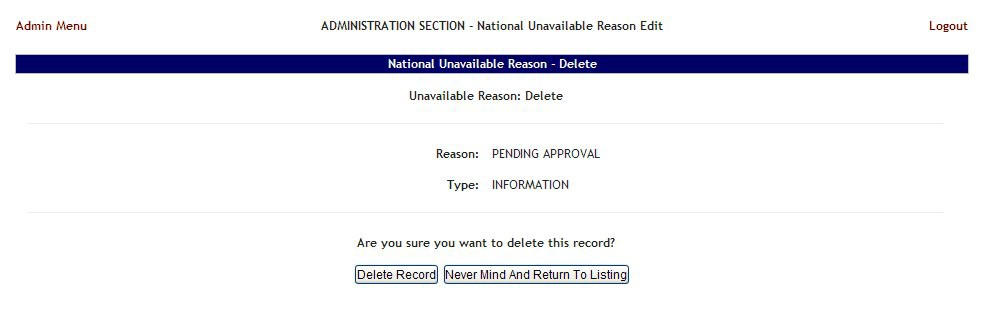 Admin Menu ADMINISTRATION SECTION - National Unavailable Reason Edit Logout
National Unavailable Reason - Delete
Unavailable Reason: Delete
Reason: PENDING APPROVAL
Type: INFORMATION
Are you sure you want to delete this record?
Delete Record Never Mind And Return To Listing